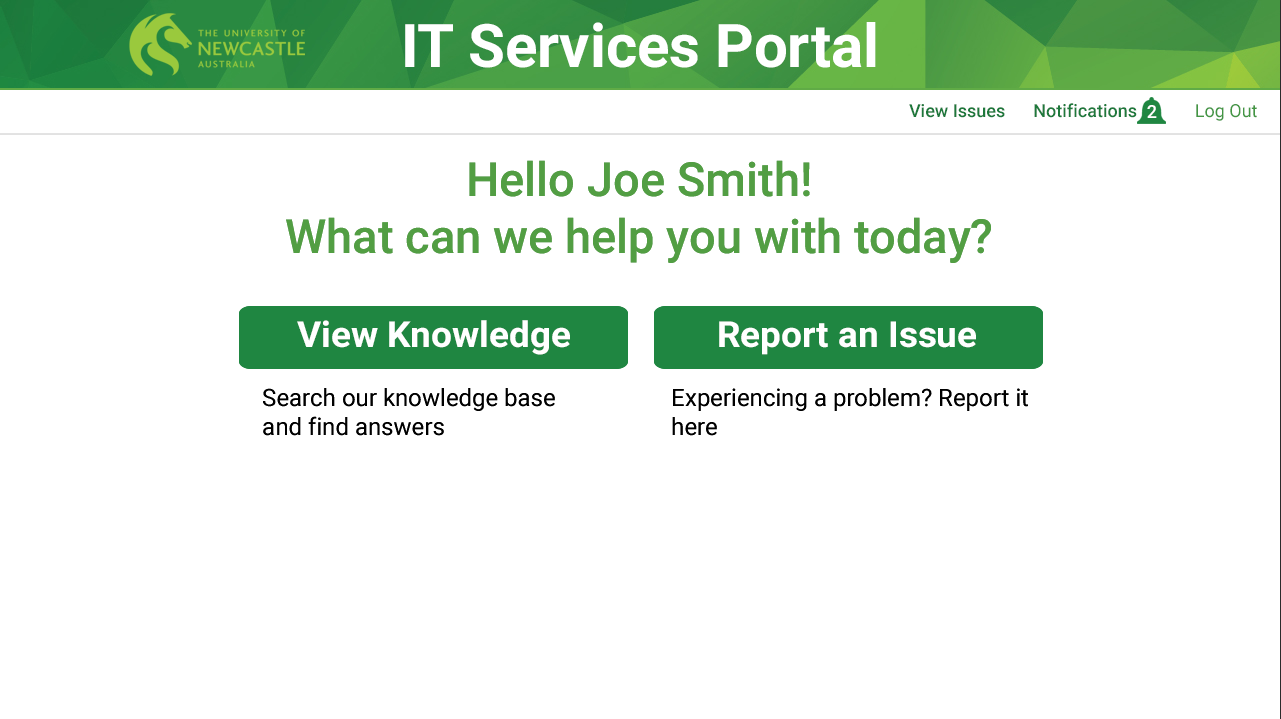 THE UNIVERSITY OF
NEWCASTLE
AUSTRALIA
IT Services Portal
View Issues
Notifications 2
Log Out
Hello Joe Smith!
What can we help you with today?
View Knowledge
Report an Issue
Search our knowledge base
and find answers
Experiencing a problem? Report it
here